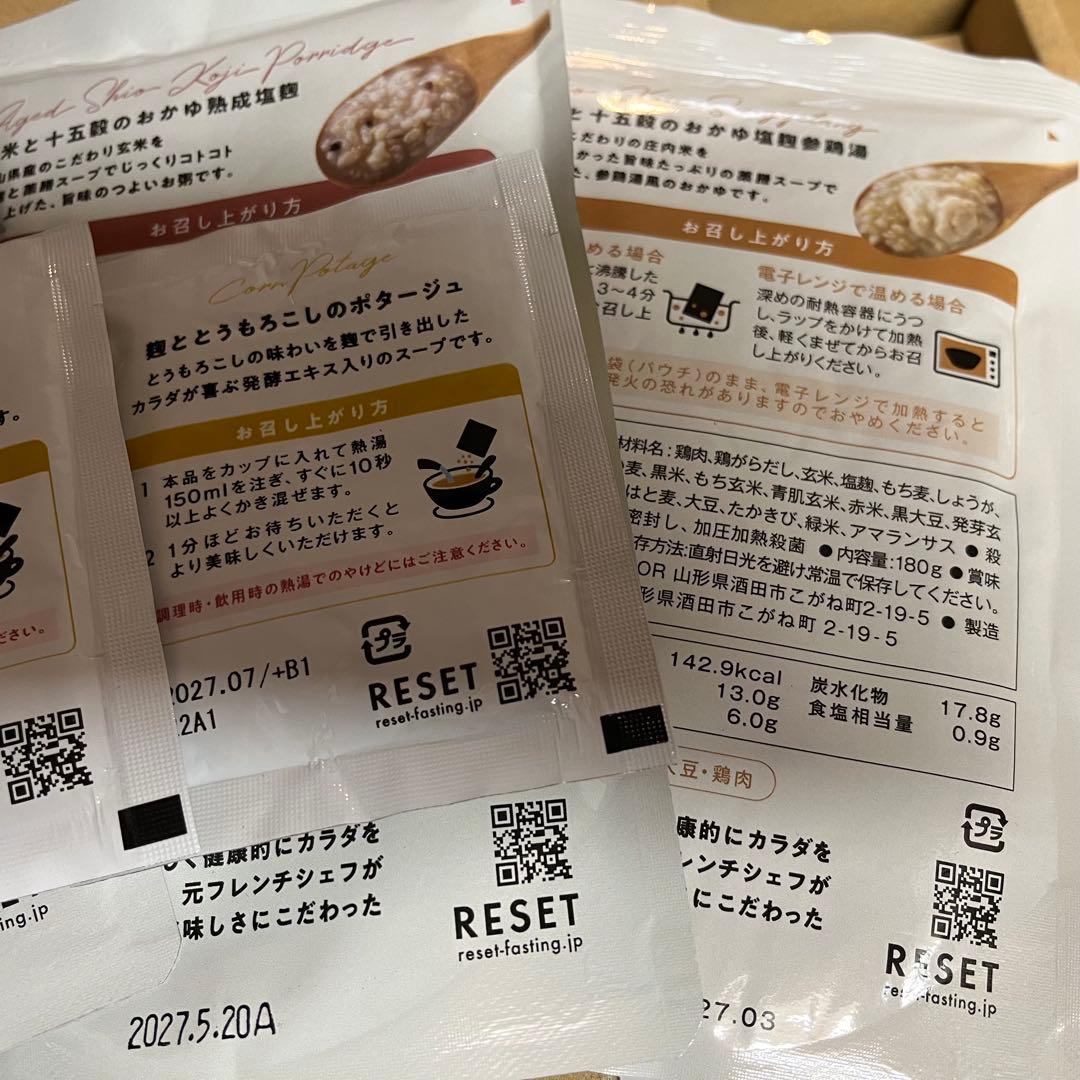 Aged Shio Koji Porridge
米と十五穀のおかゆ熟成塩麹
山県産のこだわり玄米を
と薬膳スープでじっくりコトコト
上げた、旨味のつよいお粥です。
お召し上がり方
Corn Potage
麹ととうもろこしのポタージュ
とうもろこしの味わいを麹で引き出した
カラダが喜ぶ発酵エキス入りのスープです。
お召し上がり方
1 本品をカップに入れて熱湯
150mlを注ぎ、すぐに10秒
以上よくかき混ぜます。
2 1分ほどお待ちいただくと
より美味しくいただけます。
調理時・飲用時の熱湯でのやけどにはご注意ください。
プラ
2027.07/+B1
2A1
RESET
reset-fasting.jp
す。
ださい。
ing.jp
健康的にカラダを
元フレンチシェフが
味しさにこだわった
RESET
reset-fasting.jp
2027.5.20A
と十五穀のおかゆ塩麹参鶏湯
こだわりの庄内米を
かった旨味たっぷりの薬膳スープで
た、参鶏湯風のおかゆです。
お召し上がり方
める場合
と沸騰した
3〜4分
召し上
電子レンジで温める場合
深めの耐熱容器にうつ
し、ラップをかけて加熱
後、軽くまぜてからお召
し上がりください。
袋(パウチ)のまま、電子レンジで加熱すると
発火の恐れがありますのでおやめください。
材料名:鶏肉、鶏がらだし、玄米、塩麹、もち麦、しょうが、
麦、黒米、もち玄米、青肌玄米、赤米、黒大豆、発芽玄
はと麦、大豆、たかきび、緑米、アマランサス ● 殺
密封し、加圧加熱殺菌 ●内容量:180g ● 賞味
存方法:直射日光を避け、常温で保存してください。
OR 山形県酒田市こがね町2-19-5 ● 製造
形県酒田市こがね町 2-19-5
142.9kcal 炭水化物 17.8g
13.0g 食塩相当量 0.9g
6.0g
大豆・鶏肉
プラ
康的にカラダを
レンチシェフが
にこだわった
RESET
reset-fasting.jp
27.03